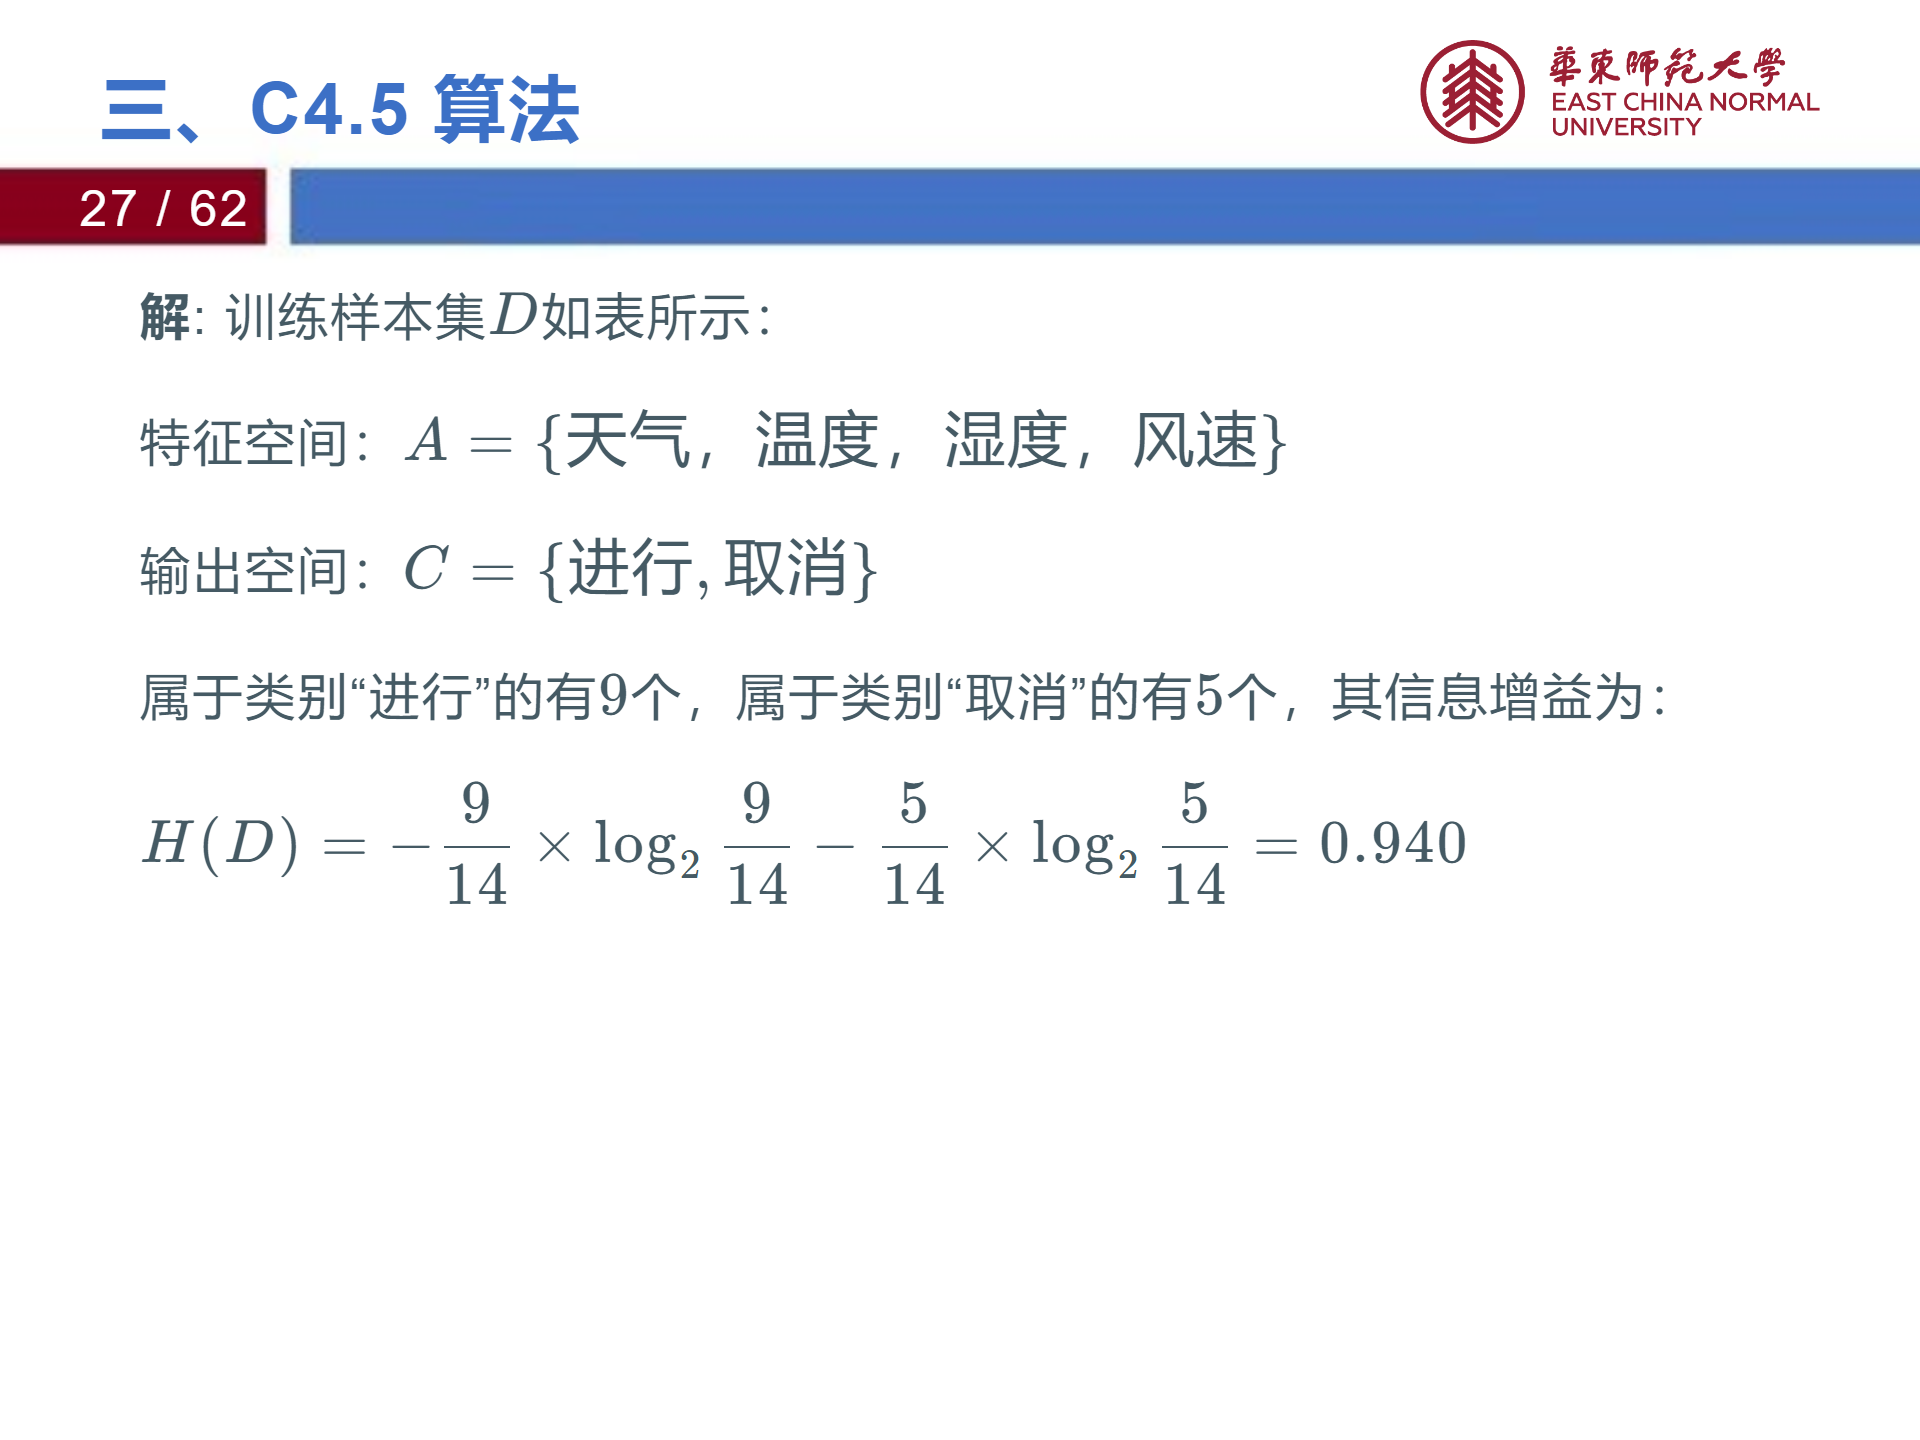 三、C4.5 算法
華東师范大學
EAST CHINA NORMAL
UNIVERSITY
27 / 62
解: 训练样本集D如表所示：
特征空间：A = {天气，温度，湿度，风速}
输出空间：C = {进行, 取消}
属于类别“进行”的有9个，属于类别“取消”的有5个，其信息增益为：
H(D) = −9/14 × log₂ 9/14 − 5/14 × log₂ 5/14 = 0.940